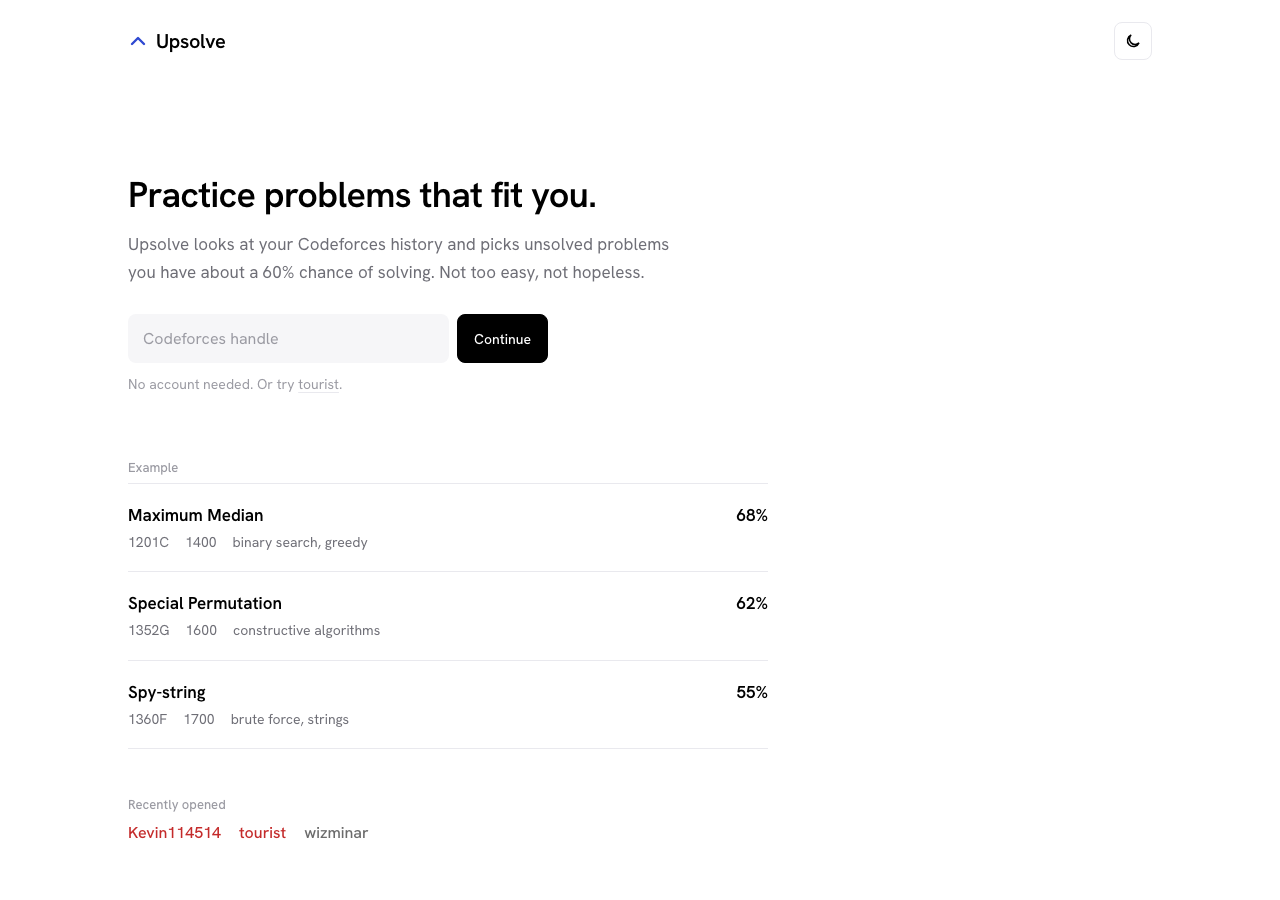 Upsolve
Practice problems that fit you.
Upsolve looks at your Codeforces history and picks unsolved problems
you have about a 60% chance of solving. Not too easy, not hopeless.
Codeforces handle
Continue
No account needed. Or try tourist.
Example
Maximum Median 68%
1201C 1400 binary search, greedy
Special Permutation 62%
1352G 1600 constructive algorithms
Spy-string 55%
1360F 1700 brute force, strings
Recently opened
Kevin114514 tourist wizminar